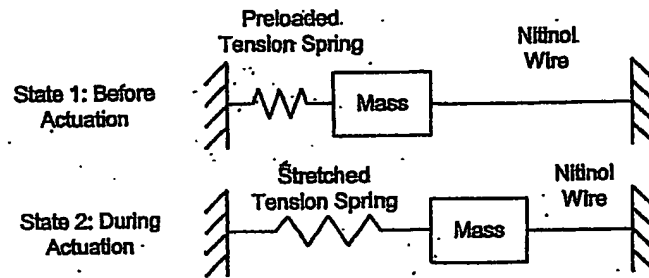 Preloaded
Tension Spring
Nitinol
Wire
State 1: Before
Actuation
Mass
Stretched
Tension Spring
Nitinol
Wire
State 2: During
Actuation
Mass